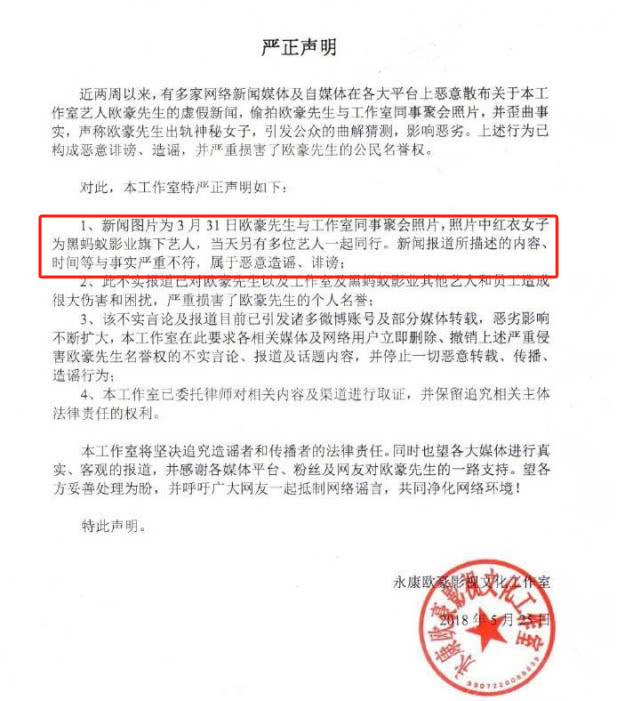 严正声明
近两周以来，有多家网络新闻媒体及自媒体在各大平台上恶意散布关于本工
作室艺人欧豪先生的虚假新闻，偷拍欧豪先生与工作室同事聚会照片，并歪曲事
实，声称欧豪先生出轨神秘女子，引发公众的曲解猜测，影响恶劣。上述行为已
构成恶意诽谤、造谣，并严重损害了欧豪先生的公民名誉权。
对此，本工作室特严正声明如下：
1、新闻图片为3月31日欧豪先生与工作室同事聚会照片，照片中红衣女子
为黑蚂蚁影业旗下艺人，当天另有多位艺人一起同行。新闻报道所描述的内容、
时间等与事实严重不符，属于恶意造谣、诽谤；
2、此不实报道已对欧豪先生以及工作室及黑蚂蚁影业其他艺人和员工造成
很大伤害和困扰，严重损害了欧豪先生的个人名誉；
3、该不实言论及报道目前已引发诸多微博账号及部分媒体转载，恶劣影响
不断扩大，本工作室在此要求各相关媒体及网络用户立即删除、撤销上述严重侵
害欧豪先生名誉权的不实言论、报道及话题内容，并停止一切恶意转载、传播、
造谣行为；
4、本工作室已委托律师对相关内容及渠道进行取证，并保留追究相关主体
法律责任的权利。
本工作室将坚决追究造谣者和传播者的法律责任。同时也望各大媒体进行真
实、客观的报道，并感谢各媒体平台、粉丝及网友对欧豪先生的一路支持。望各
方妥善处理为盼，并呼吁广大网友一起抵制网络谣言，共同净化网络环境！
特此声明。
永康欧豪影视文化工作室
2018年5月25日
永康欧豪影视文化工作室